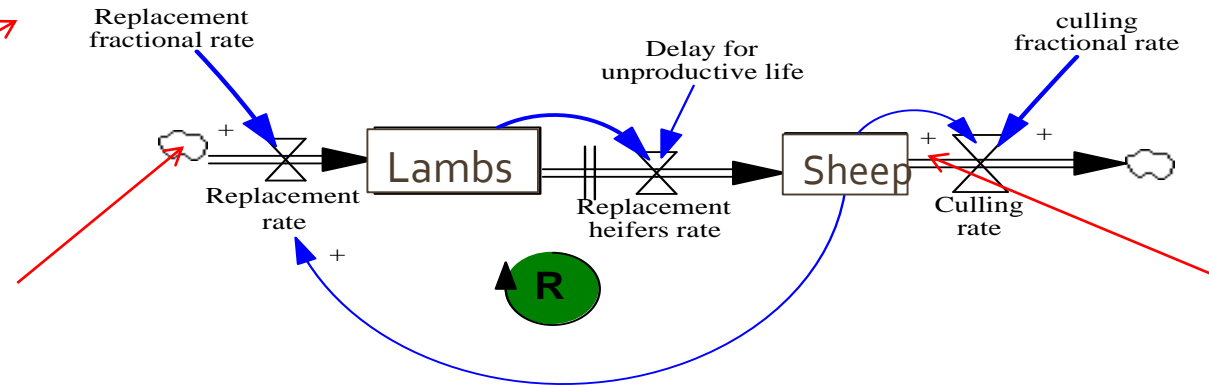 Replacement
fractional rate
Delay for
unproductive life
culling
fractional rate
+
+
+
Lambs
Sheep
Replacement
rate
Replacement
heifers rate
Culling
rate
+
R